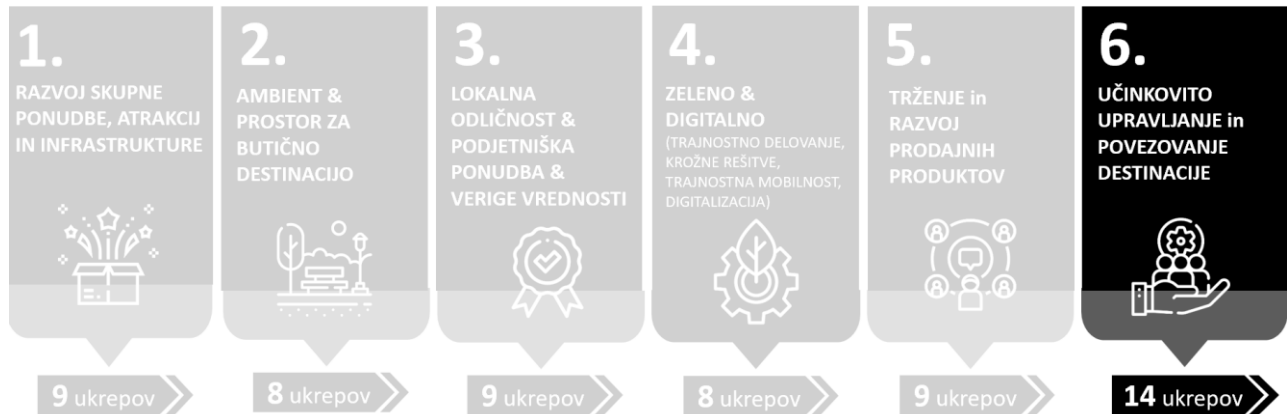 1.
RAZVOJ SKUPNE
PONUDBE, ATRAKCIJ
IN INFRASTRUKTURE
9 ukrepov
2.
AMBIENT &
PROSTOR ZA
BUTIČNO
DESTINACIJO
8 ukrepov
3.
LOKALNA
ODLIČNOST &
PODJETNIŠKA
PONUDBA &
VERIGE VREDNOSTI
9 ukrepov
4.
ZELENO &
DIGITALNO
(TRAJNOSTNO DELOVANJE,
KROŽNE REŠITVE,
TRAJNOSTNA MOBILNOST,
DIGITALIZACIJA)
8 ukrepov
5.
TRŽENJE in
RAZVOJ
PRODAJNIH
PRODUKTOV
9 ukrepov
6.
UČINKOVITO
UPRAVLJANJE in
POVEZOVANJE
DESTINACIJE
14 ukrepov